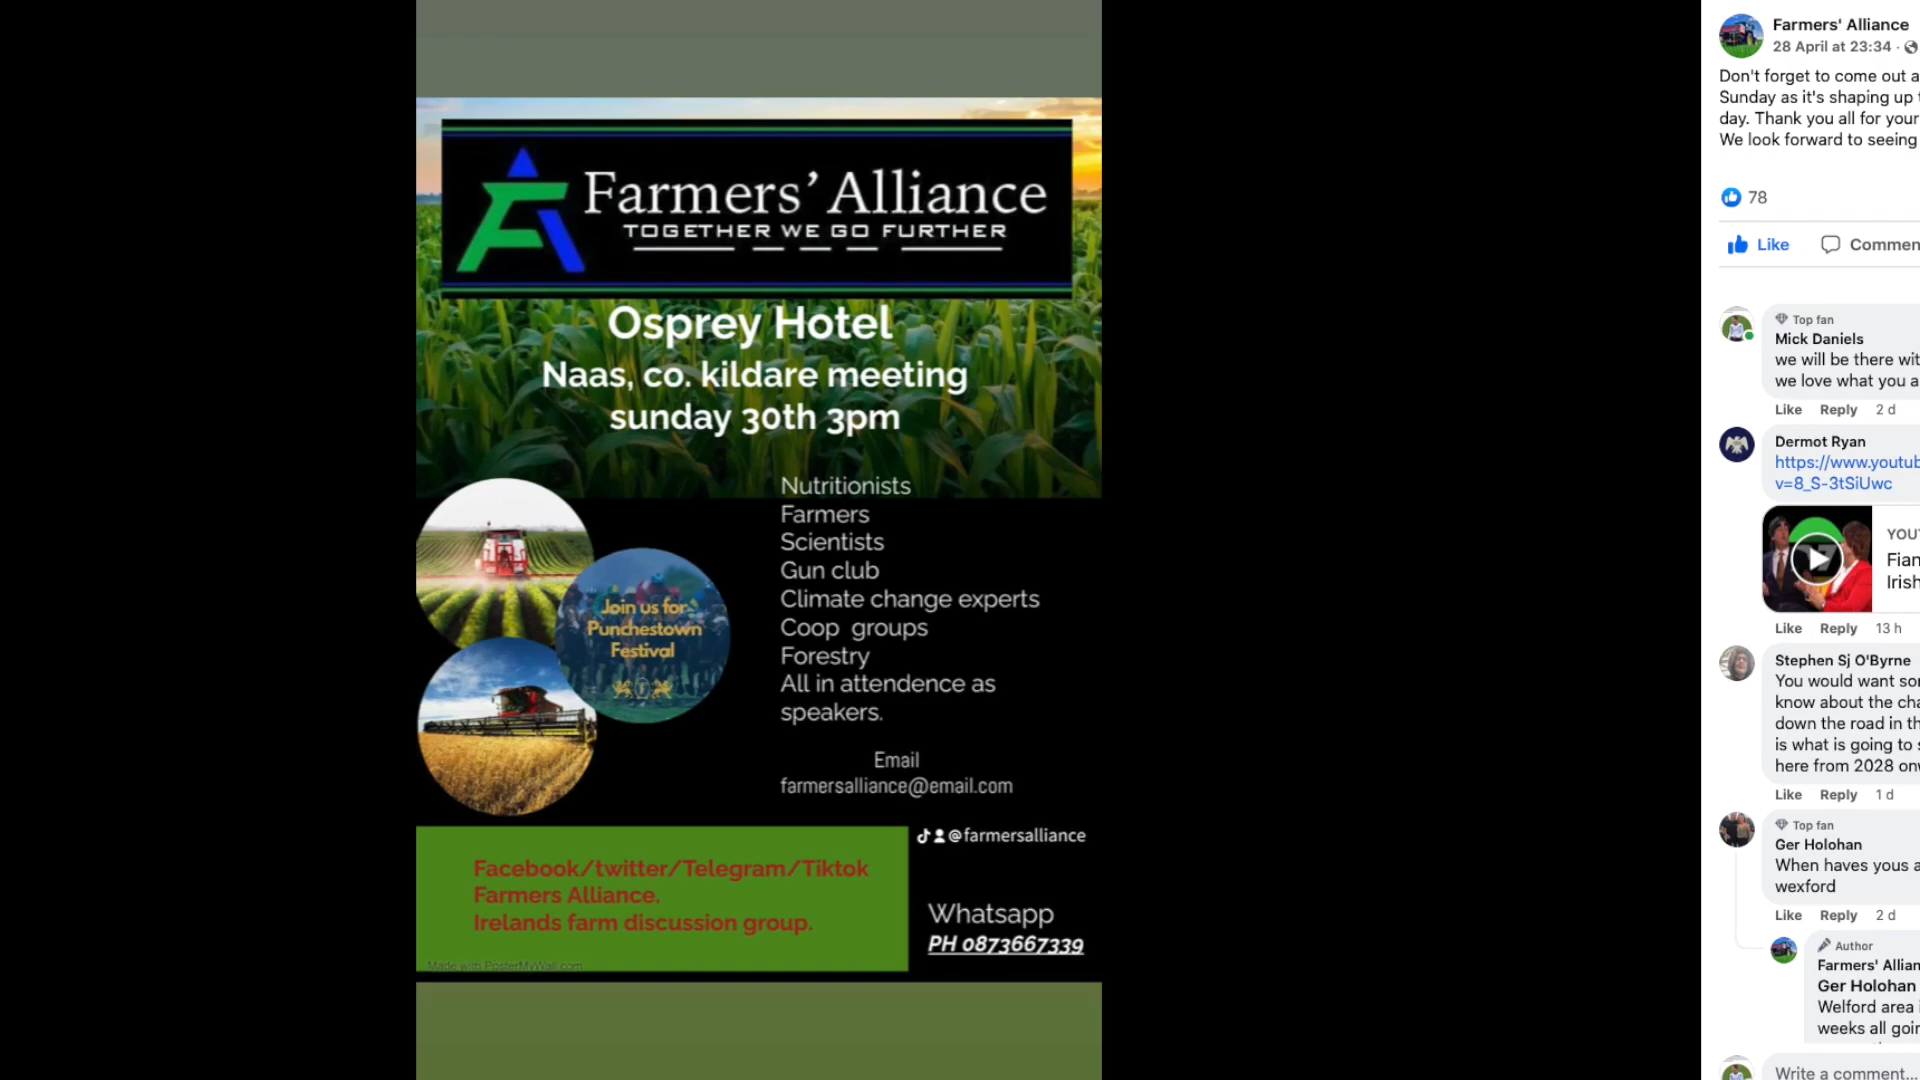 Farmers' Alliance
TOGETHER WE GO FURTHER
Osprey Hotel
Naas, co. kildare meeting
sunday 30th 3pm
Nutritionists
Farmers
Scientists
Gun club
Climate change experts
Coop groups
Forestry
All in attendence as
speakers.
Join us for
Punchestown
Festival
Email
farmersalliance@email.com
@farmersalliance
Facebook/twitter/Telegram/Tiktok
Farmers Alliance.
Irelands farm discussion group.
Whatsapp
PH 0873667339
Made with PosterMyWall.com
Farmers' Alliance
28 April at 23:34 ·
Don't forget to come out a
Sunday as it's shaping up
day. Thank you all for your
We look forward to seeing
78
Like
Commen
Top fan
Mick Daniels
we will be there wit
we love what you a
Like Reply 2 d
Dermot Ryan
https://www.youtub
v=8_S-3tSiUwc
YOU
Fian
Irish
Like Reply 13 h
Stephen Sj O'Byrne
You would want so
know about the cha
down the road in th
is what is going to s
here from 2028 on
Like Reply 1 d
Top fan
Ger Holohan
When haves yous a
wexford
Like Reply 2 d
Author
Farmers' Allian
Ger Holohan
Welford area i
weeks all goin
Write a comment...